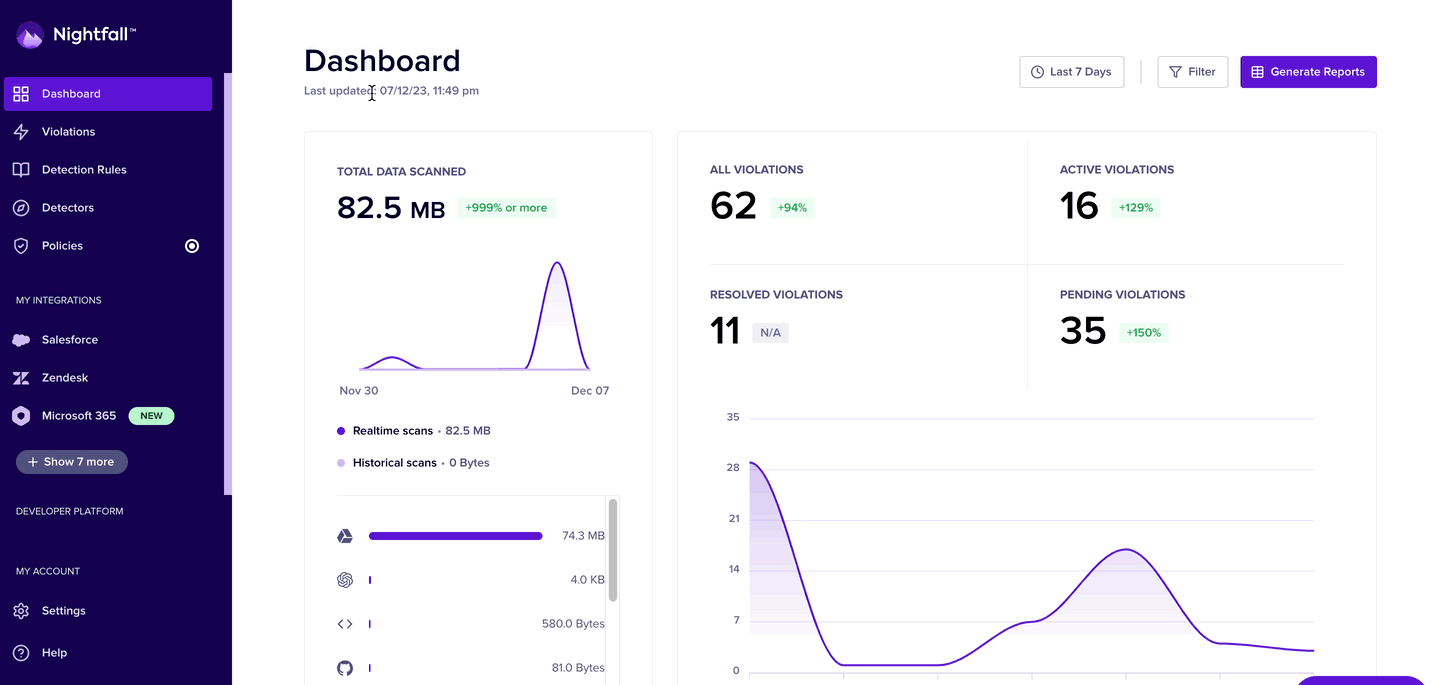 Nightfall™
Dashboard
Violations
Detection Rules
Detectors
Policies
MY INTEGRATIONS
Salesforce
Zendesk
Microsoft 365 NEW
+ Show 7 more
DEVELOPER PLATFORM
MY ACCOUNT
Settings
Help
Dashboard
Last updated: 07/12/23, 11:49 pm
Last 7 Days
Filter
Generate Reports
TOTAL DATA SCANNED
82.5 MB +999% or more
Nov 30 Dec 07
Realtime scans • 82.5 MB
Historical scans • 0 Bytes
74.3 MB
4.0 KB
580.0 Bytes
81.0 Bytes
ALL VIOLATIONS
62 +94%
ACTIVE VIOLATIONS
16 +129%
RESOLVED VIOLATIONS
11 N/A
PENDING VIOLATIONS
35 +150%
35
28
21
14
7
0